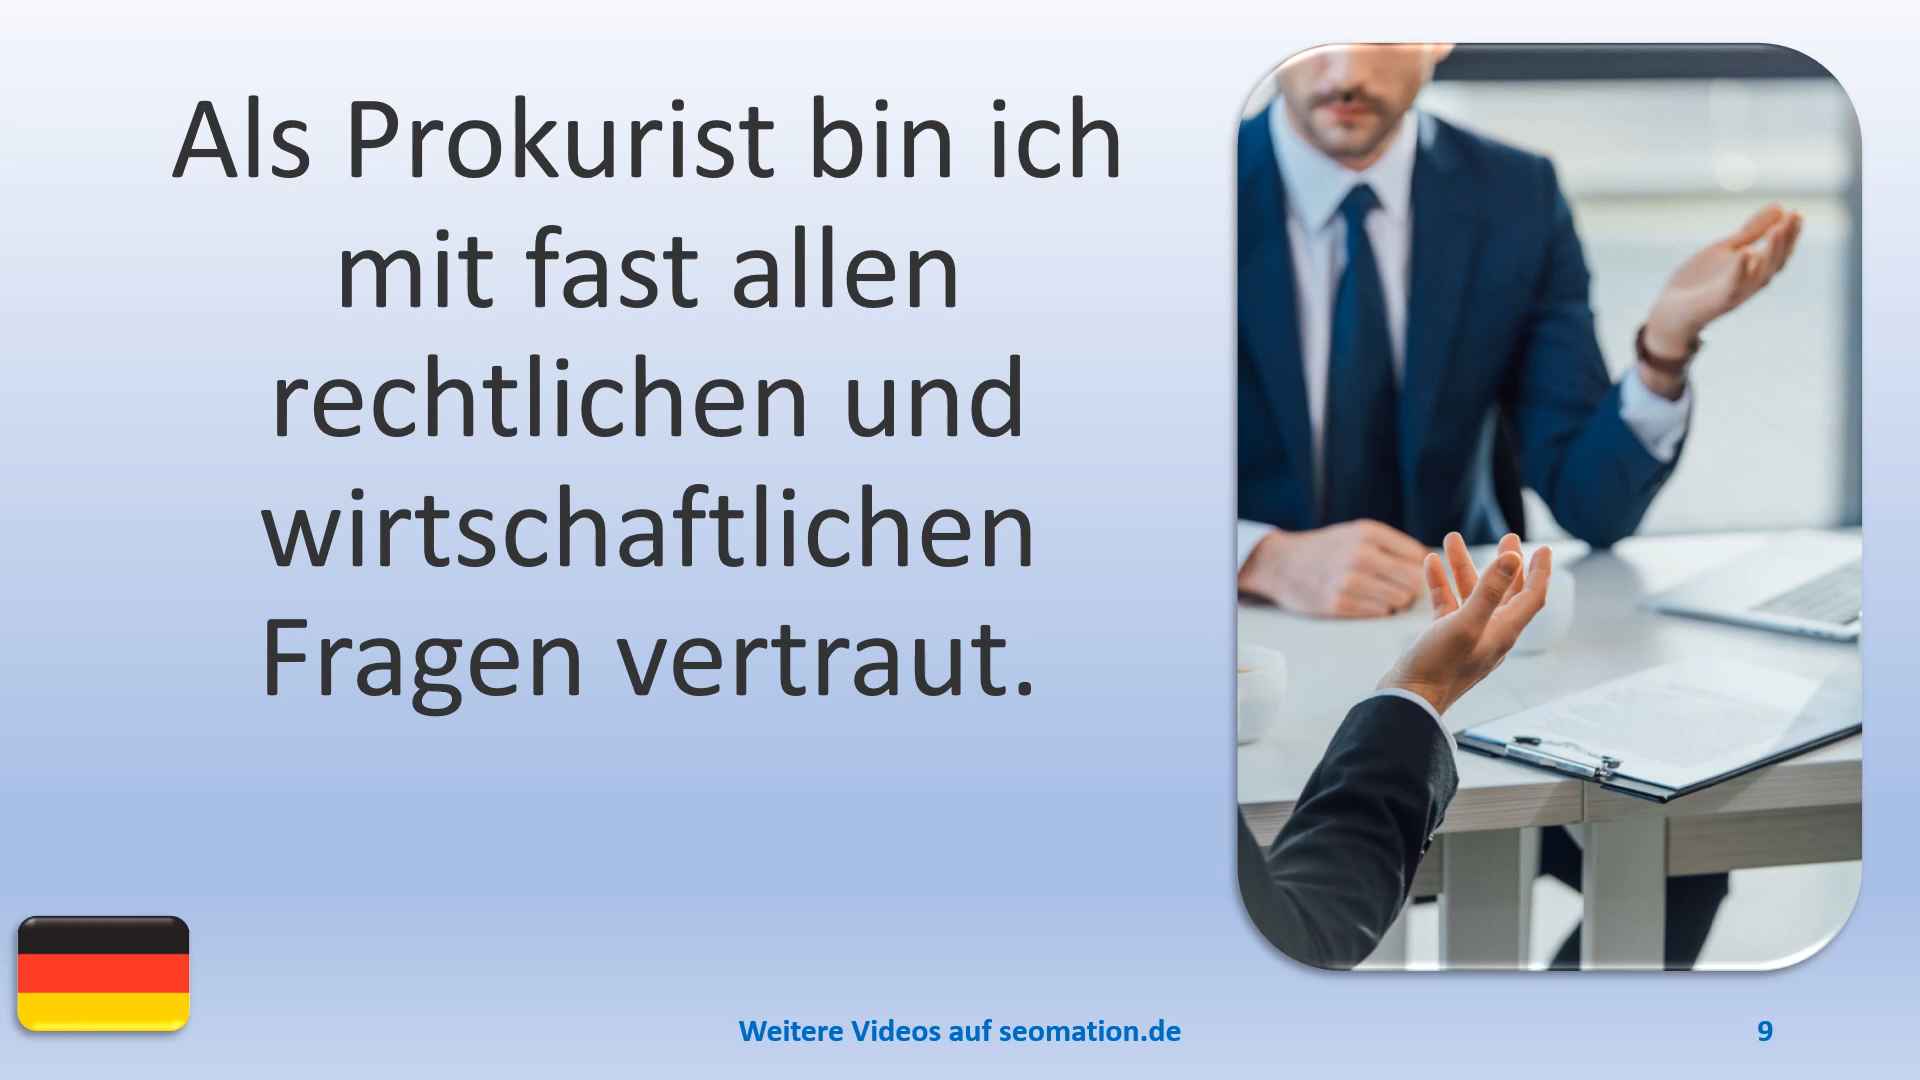 Als Prokurist bin ich
mit fast allen
rechtlichen und
wirtschaftlichen
Fragen vertraut.
Weitere Videos auf seomation.de
9